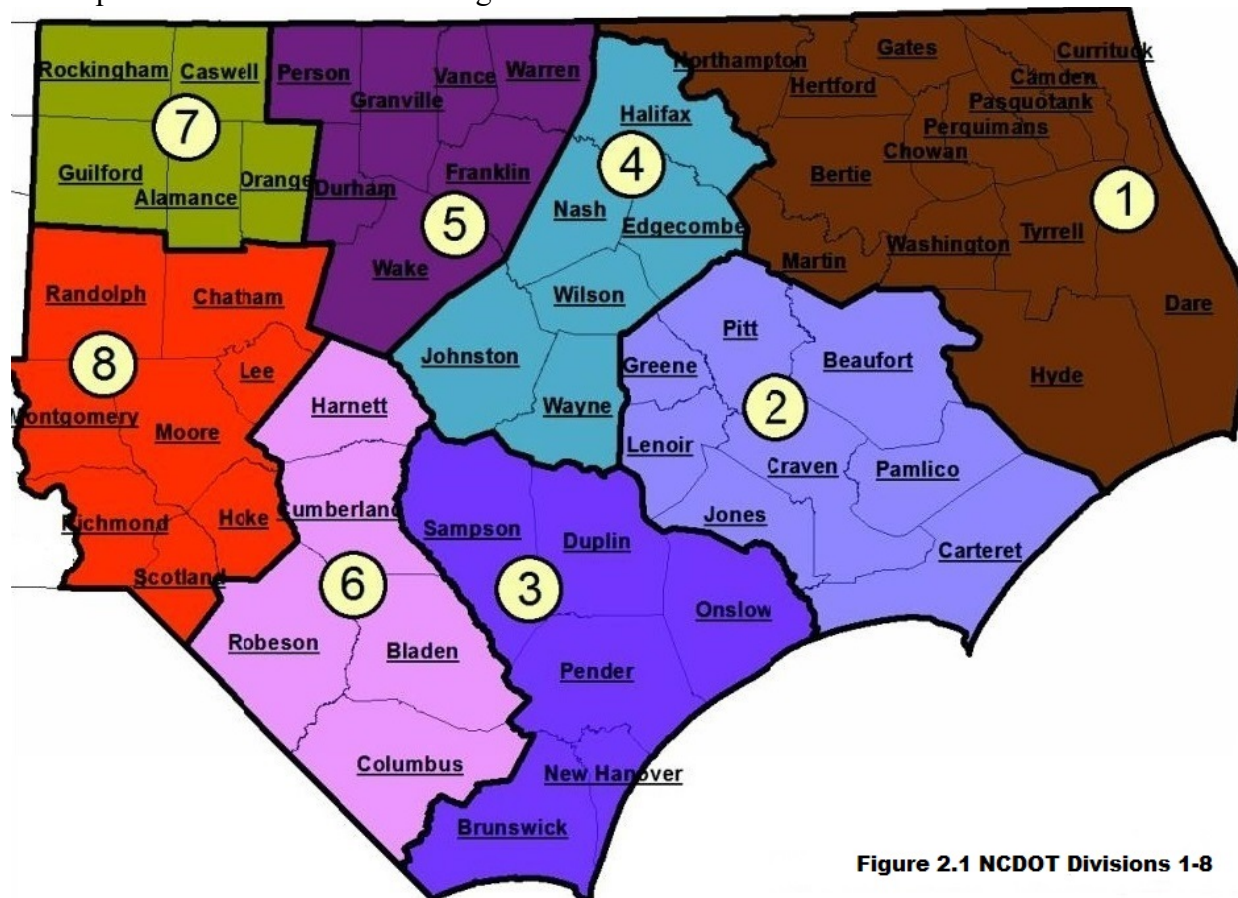 Rockingham
Caswell
Guilford
Alamance
Orange
7
Person
Granville
Vance
Warren
Durham
Franklin
Wake
5
Halifax
Nash
Edgecombe
Wilson
Johnston
Wayne
4
Northampton
Hertford
Gates
Currituck
Camden
Pasquotank
Perquimans
Chowan
Bertie
Martin
Washington
Tyrrell
Dare
Hyde
1
Randolph
Chatham
Lee
Montgomery
Moore
Richmond
Hoke
Scotland
8
Harnett
Cumberland
Robeson
Bladen
Columbus
6
Sampson
Duplin
Onslow
Pender
New Hanover
Brunswick
3
Pitt
Beaufort
Greene
Lenoir
Craven
Pamlico
Jones
Carteret
2
Figure 2.1 NCDOT Divisions 1-8